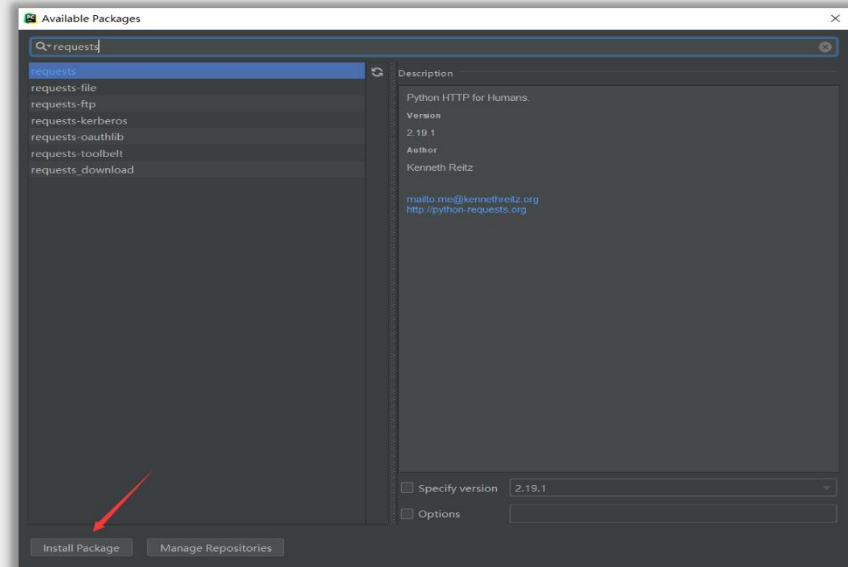 Available Packages
requests
requests
requests-file
requests-ftp
requests-kerberos
requests-oauthlib
requests-toolbelt
requests_download
Description
Python HTTP for Humans.
Version
2.19.1
Author
Kenneth Reitz
mailto:me@kennethreitz.org
http://python-requests.org
Specify version
2.19.1
Options
Install Package
Manage Repositories